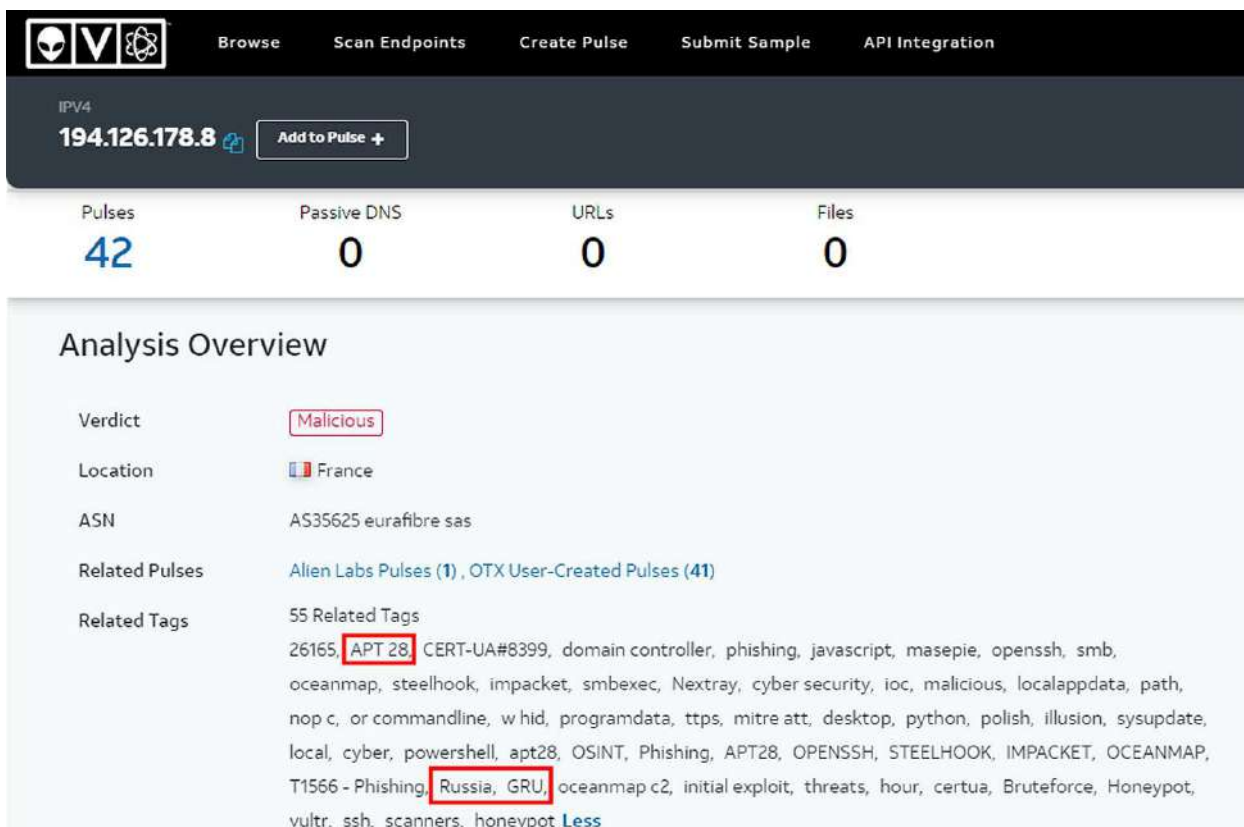 V
Browse Scan Endpoints Create Pulse Submit Sample API Integration
IPV4
194.126.178.8 Add to Pulse +
Pulses Passive DNS URLs Files
42 0 0 0
Analysis Overview
Verdict Malicious
Location France
ASN AS35625 eurafibre sas
Related Pulses Alien Labs Pulses (1) , OTX User-Created Pulses (41)
Related Tags 55 Related Tags
26165, APT 28, CERT-UA#8399, domain controller, phishing, javascript, masepie, openssh, smb,
oceanmap, steelhook, impacket, smbexec, Nextray, cyber security, ioc, malicious, localappdata, path,
nop c, or commandline, w hid, programdata, ttps, mitre att, desktop, python, polish, illusion, sysupdate,
local, cyber, powershell, apt28, OSINT, Phishing, APT28, OPENSSH, STEELHOOK, IMPACKET, OCEANMAP,
T1566 - Phishing, Russia, GRU, oceanmap c2, initial exploit, threats, hour, certua, Bruteforce, Honeypot,
vultr, ssh, scanners, honeypot Less